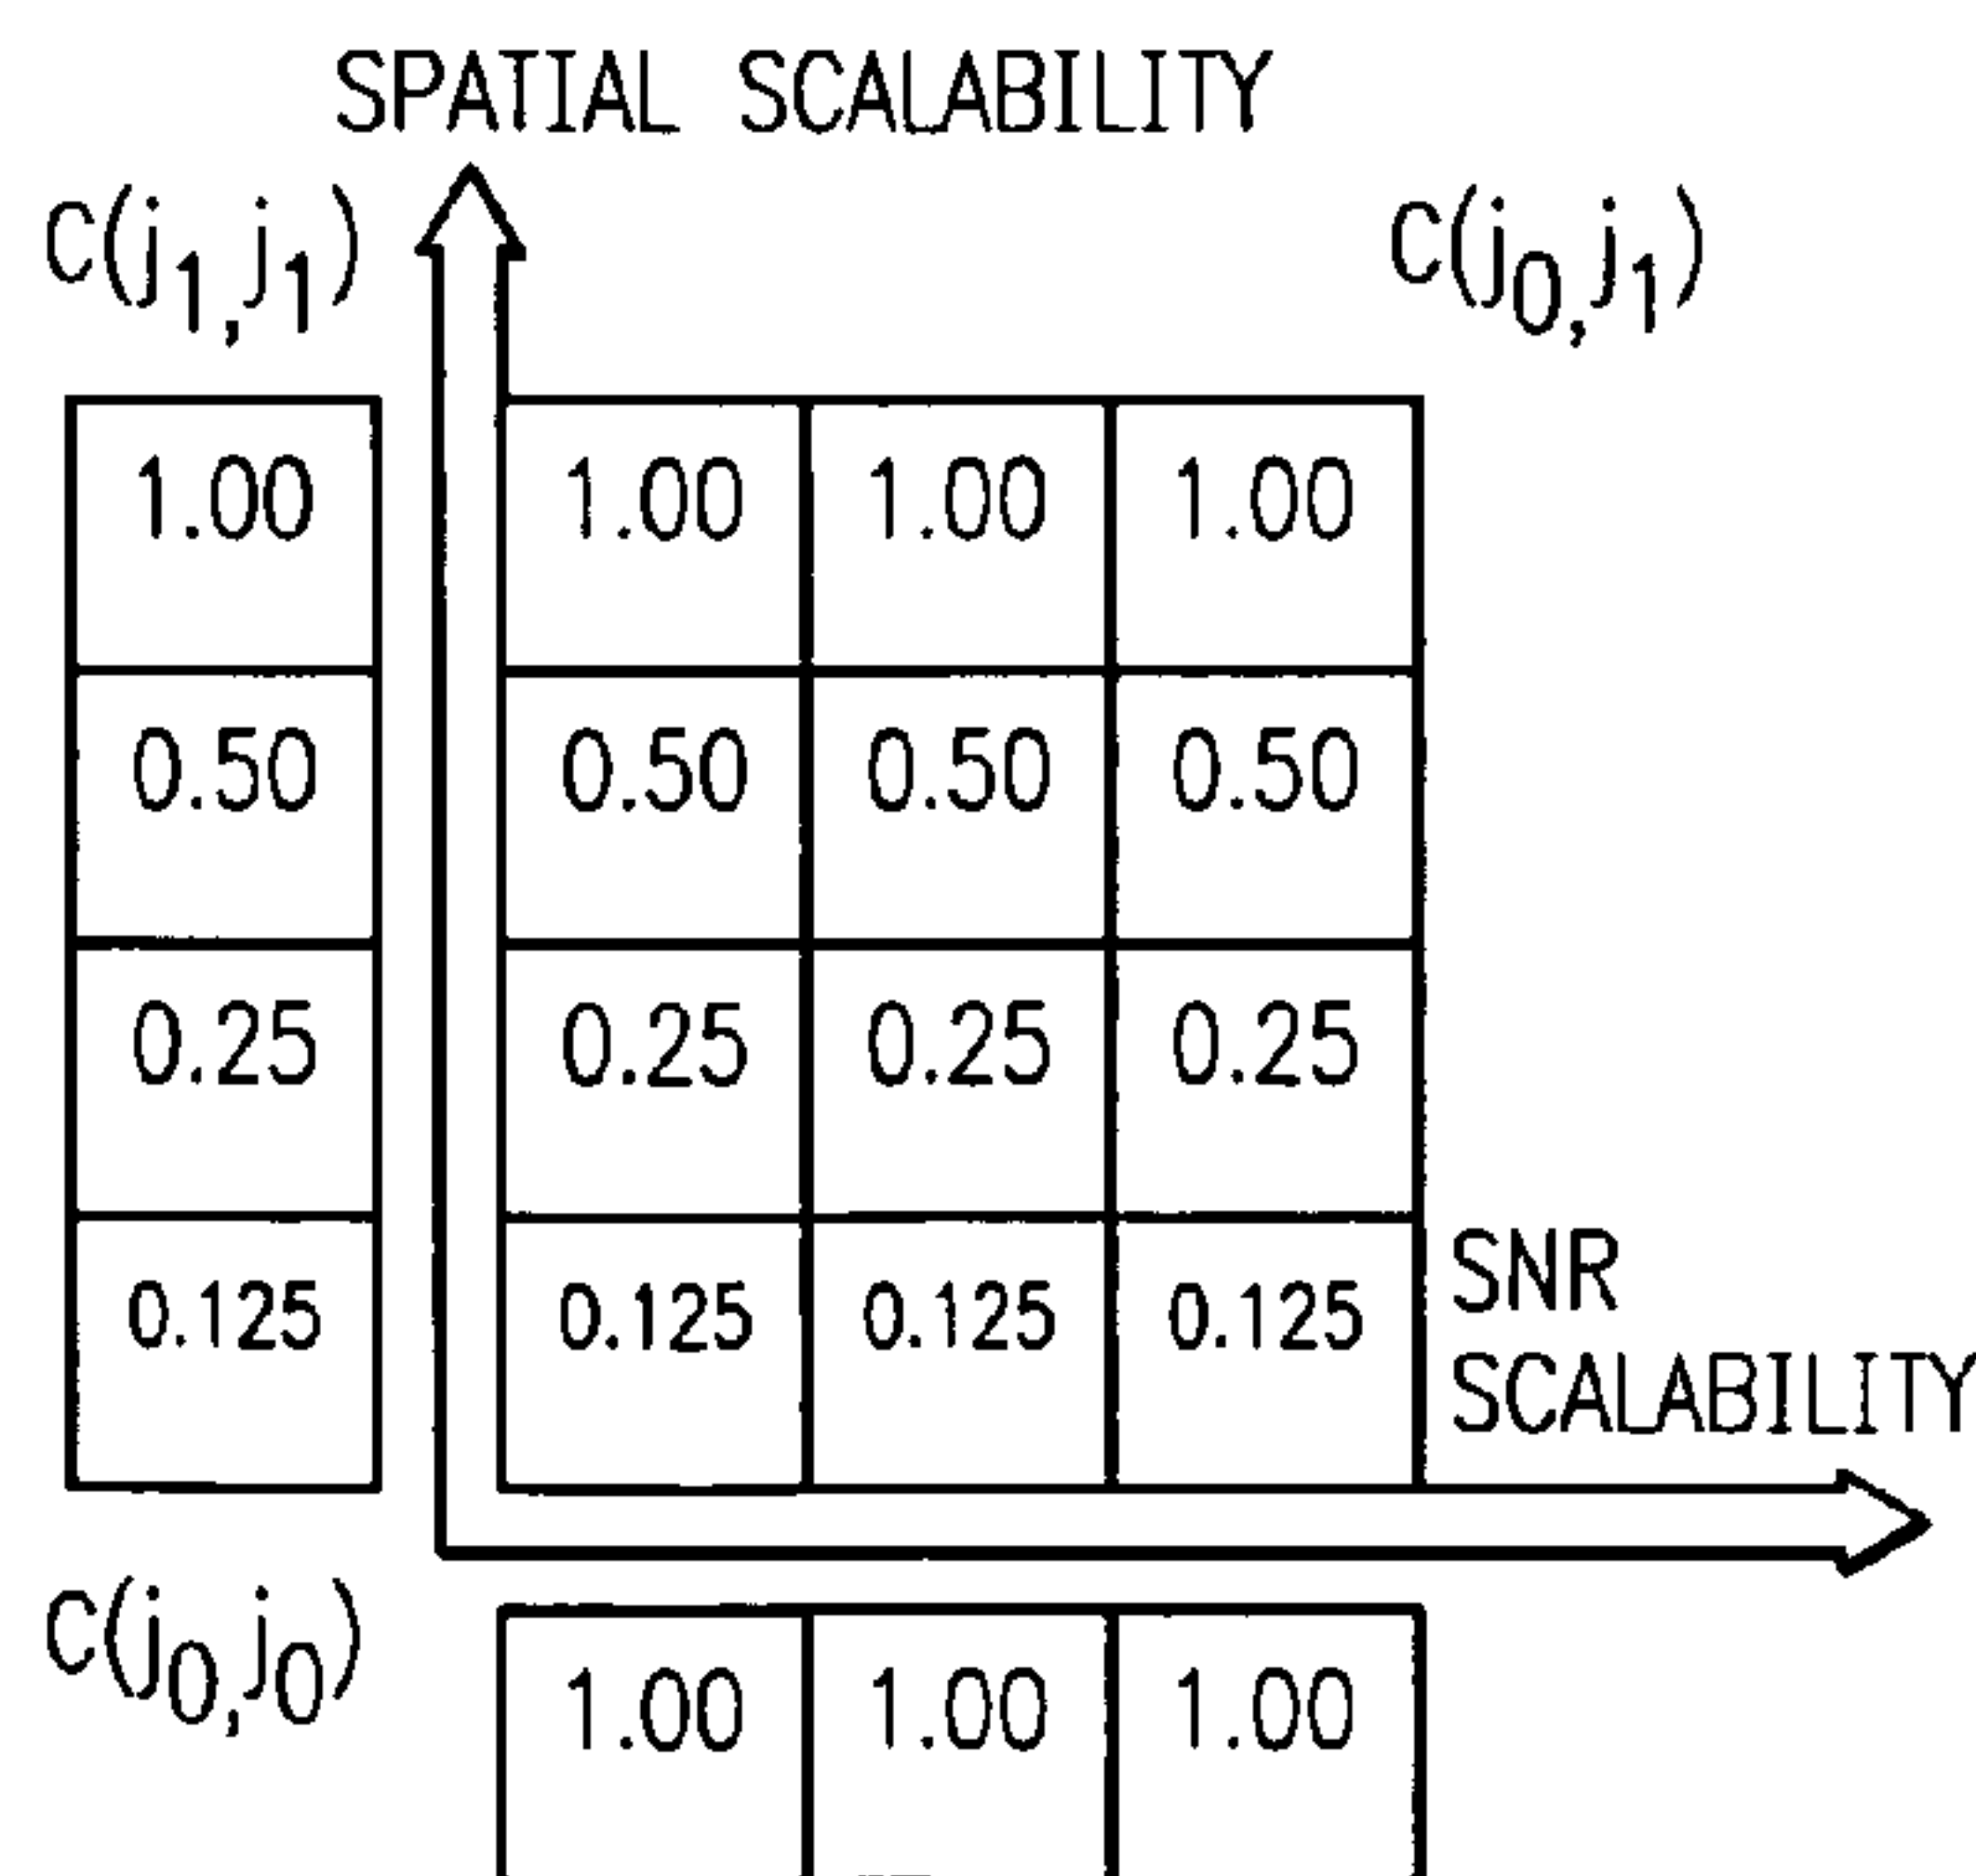 SPATIAL SCALABILITY
C(j1,j1) C(j0,j1)
1.00 1.00 1.00 1.00
0.50 0.50 0.50 0.50
0.25 0.25 0.25 0.25
0.125 0.125 0.125 0.125
SNR
SCALABILITY
C(j0,j0)
1.00 1.00 1.00